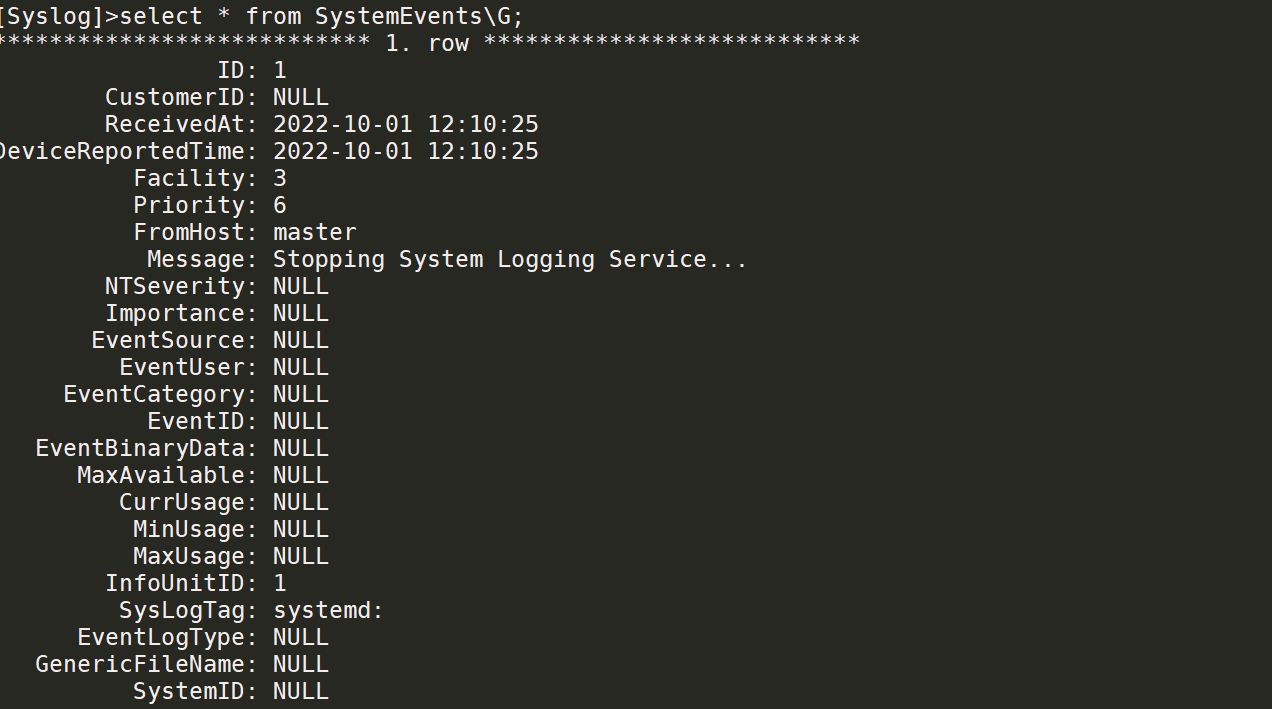 [Syslog]>select * from SystemEvents\G;
*************************** 1. row ***************************
ID: 1
CustomerID: NULL
ReceivedAt: 2022-10-01 12:10:25
DeviceReportedTime: 2022-10-01 12:10:25
Facility: 3
Priority: 6
FromHost: master
Message: Stopping System Logging Service...
NTSeverity: NULL
Importance: NULL
EventSource: NULL
EventUser: NULL
EventCategory: NULL
EventID: NULL
EventBinaryData: NULL
MaxAvailable: NULL
CurrUsage: NULL
MinUsage: NULL
MaxUsage: NULL
InfoUnitID: 1
SysLogTag: systemd:
EventLogType: NULL
GenericFileName: NULL
SystemID: NULL